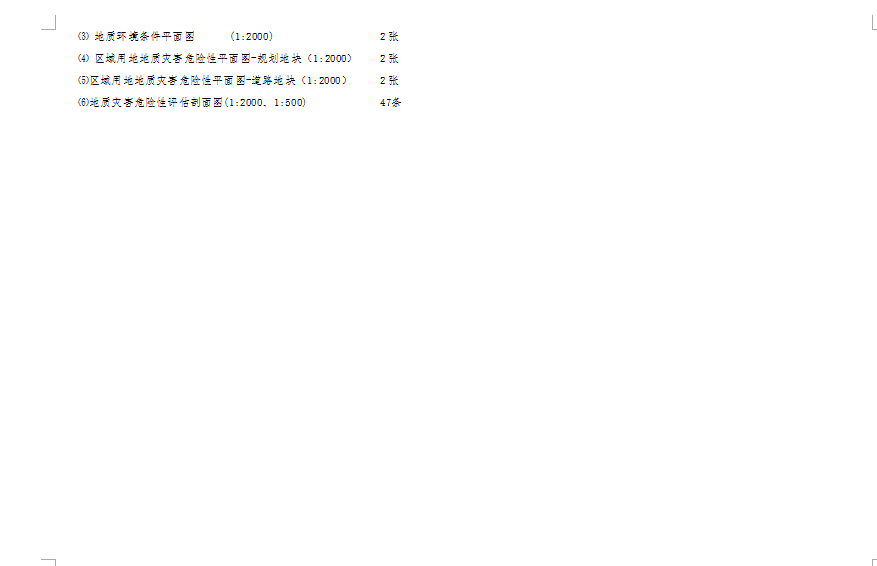 ⑶ 地质环境条件平面图 (1:2000) 2 张
⑷ 区域用地地质灾害危险性平面图-规划地块（1:2000） 2 张
⑸区域用地地质灾害危险性平面图-道路地块（1:2000） 2 张
⑹地质灾害危险性评估剖面图(1:2000、1:500) 47条